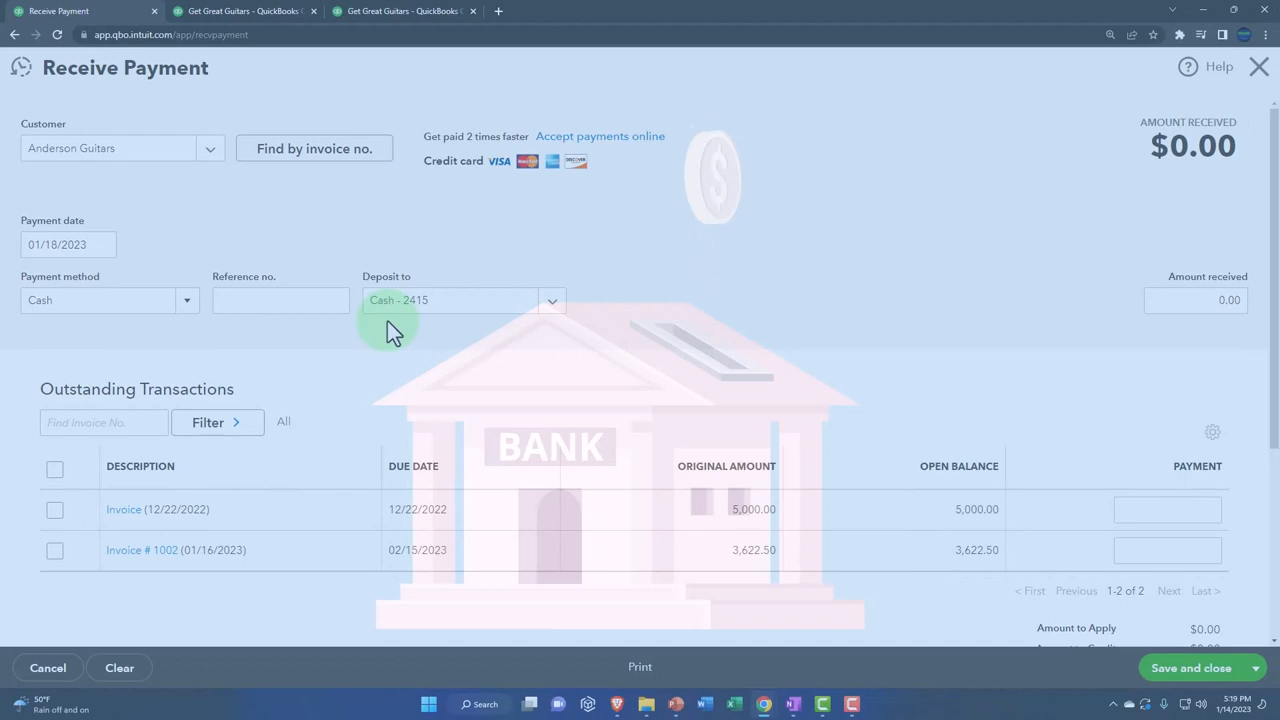 Receive Payment
Get Great Guitars - QuickBooks C
Get Great Guitars - QuickBooks C
app.qbo.intuit.com/app/recvpayment
Receive Payment
Help
Customer
Anderson Guitars
Find by invoice no.
Get paid 2 times faster Accept payments online
Credit card VISA MasterCard DISCOVER
AMOUNT RECEIVED
$0.00
Payment date
01/18/2023
Payment method
Reference no.
Deposit to
Amount received
Cash
Cash - 2415
0.00
Outstanding Transactions
Find Invoice No.
Filter >
All
BANK
DESCRIPTION
DUE DATE
ORIGINAL AMOUNT
OPEN BALANCE
PAYMENT
Invoice (12/22/2022)
12/22/2022
5,000.00
5,000.00
Invoice # 1002 (01/16/2023)
02/15/2023
3,622.50
3,622.50
< First Previous 1-2 of 2 Next Last >
Amount to Apply
$0.00
Cancel
Clear
Print
Save and close
50°F
Rain off and on
Search
5:19 PM
1/14/2023